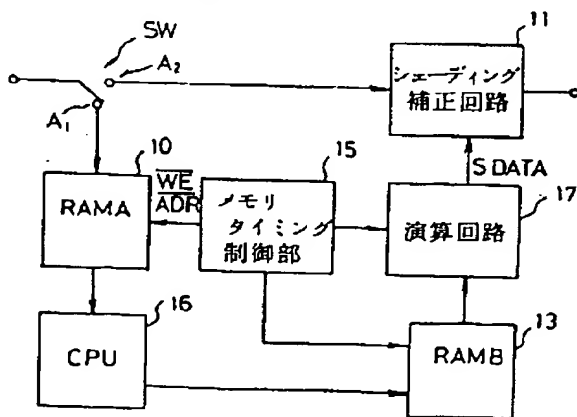 SW
A₂
A₁
11
シェーディング
補正回路
10
RAMA
WE
ADR
15
メモリ
タイミング
制御部
S DATA
17
演算回路
16
CPU
13
RAMB